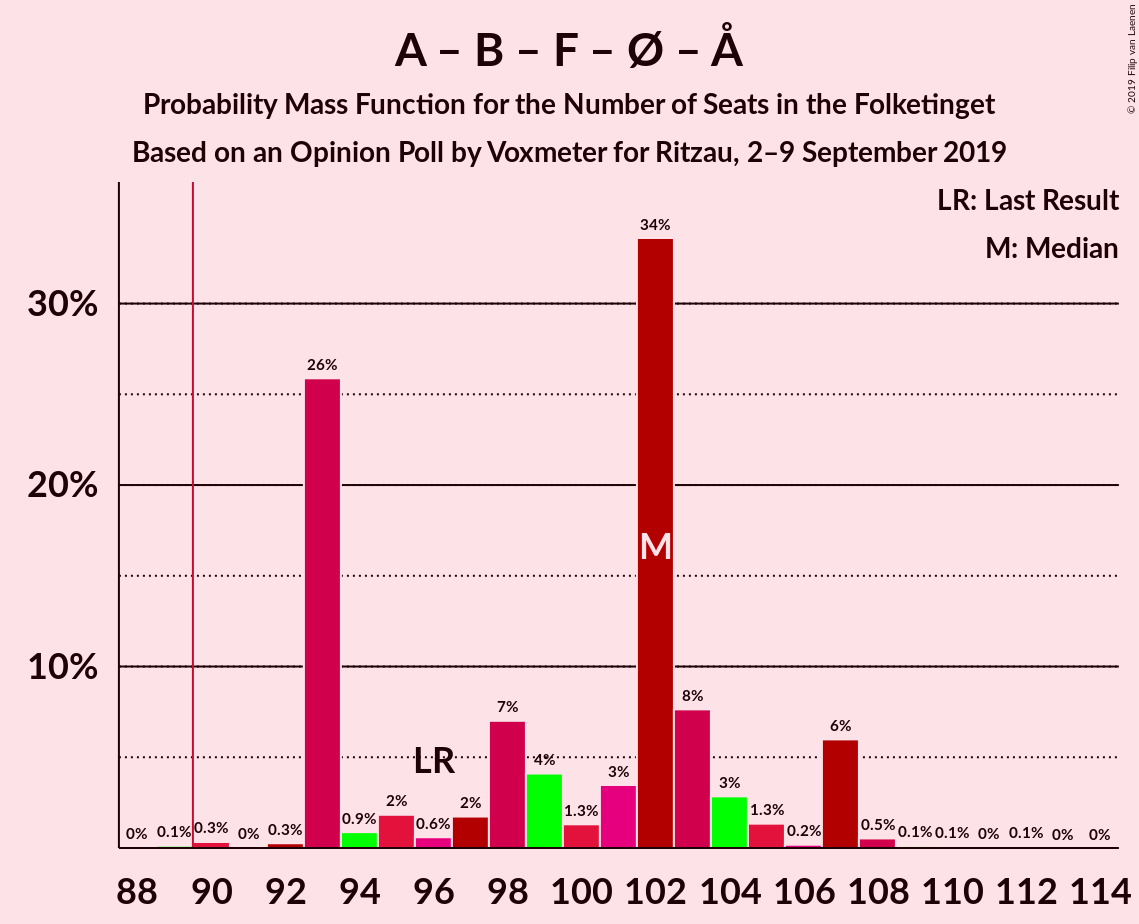 A – B – F – Ø – Å
Probability Mass Function for the Number of Seats in the Folketinget
Based on an Opinion Poll by Voxmeter for Ritzau, 2–9 September 2019
© 2019 Filip van Laenen
LR: Last Result
M: Median
30%
20%
10%
0% 0.1% 0.3% 0% 0.3% 26% 0.9% 2% 0.6% 2% 7% 4% 1.3% 3% 34% 8% 3% 1.3% 0.2% 6% 0.5% 0.1% 0.1% 0% 0.1% 0% 0%
LR
M
88 90 92 94 96 98 100 102 104 106 108 110 112 114